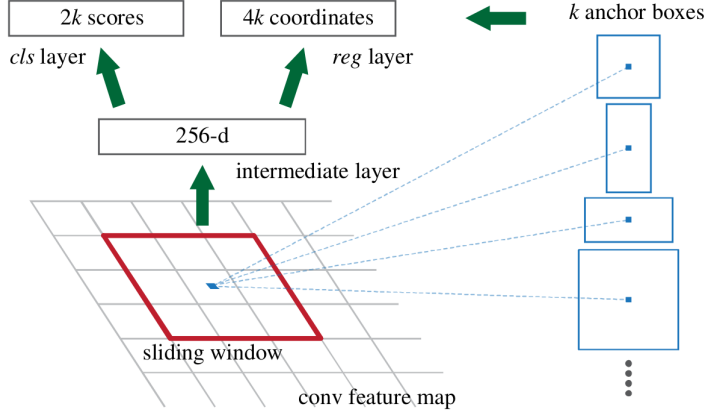 2k scores
4k coordinates
k anchor boxes
cls layer
reg layer
256-d
intermediate layer
sliding window
conv feature map